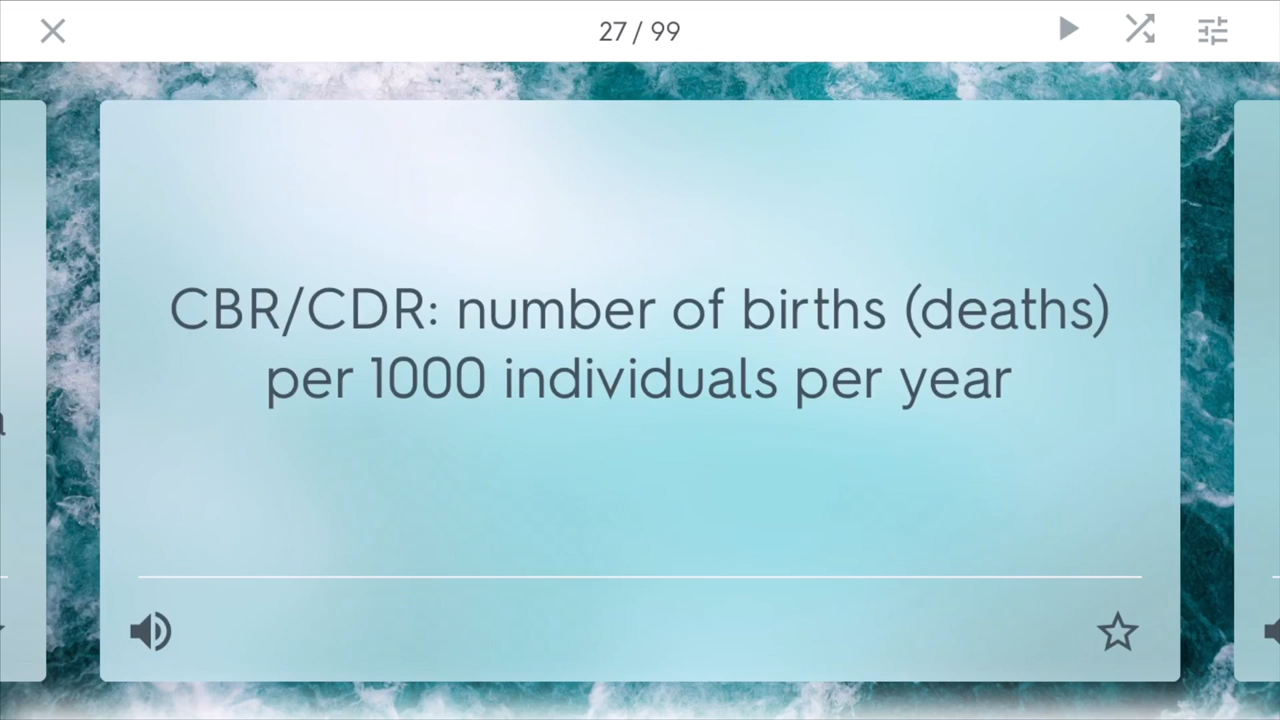 27 / 99
CBR/CDR: number of births (deaths)
per 1000 individuals per year